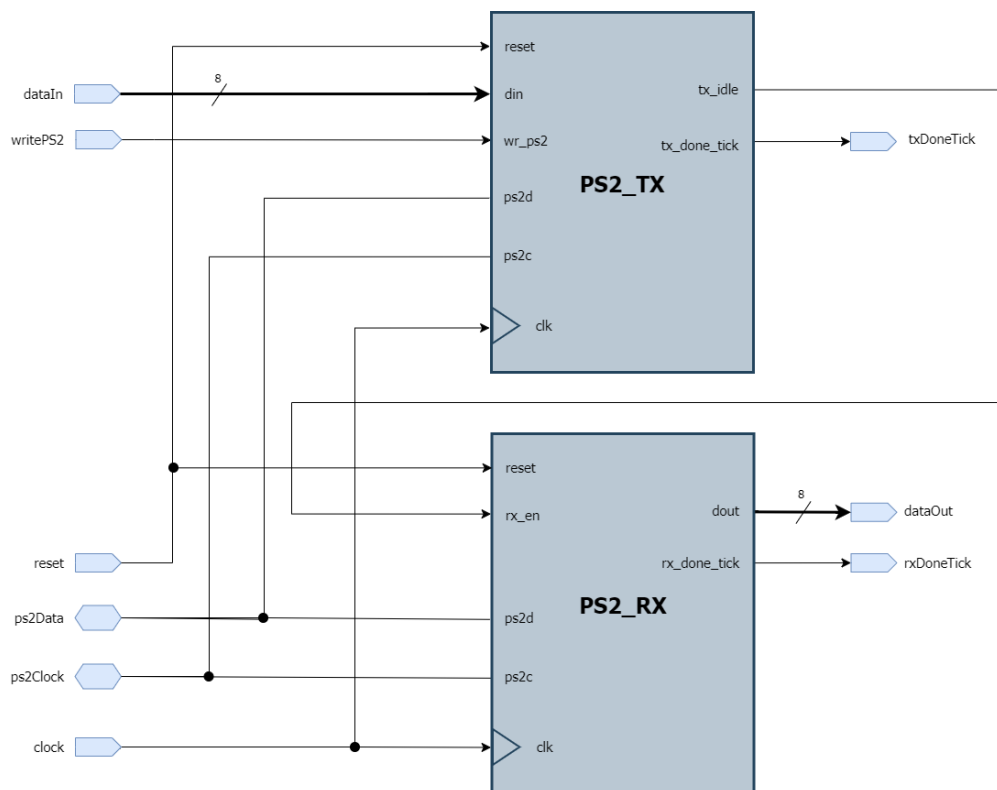 reset
8
dataIn
din
tx_idle
writePS2
wr_ps2
tx_done_tick
txDoneTick
PS2_TX
ps2d
ps2c
clk
reset
8
rx_en
dout
dataOut
reset
rx_done_tick
rxDoneTick
PS2_RX
ps2Data
ps2d
ps2Clock
ps2c
clock
clk